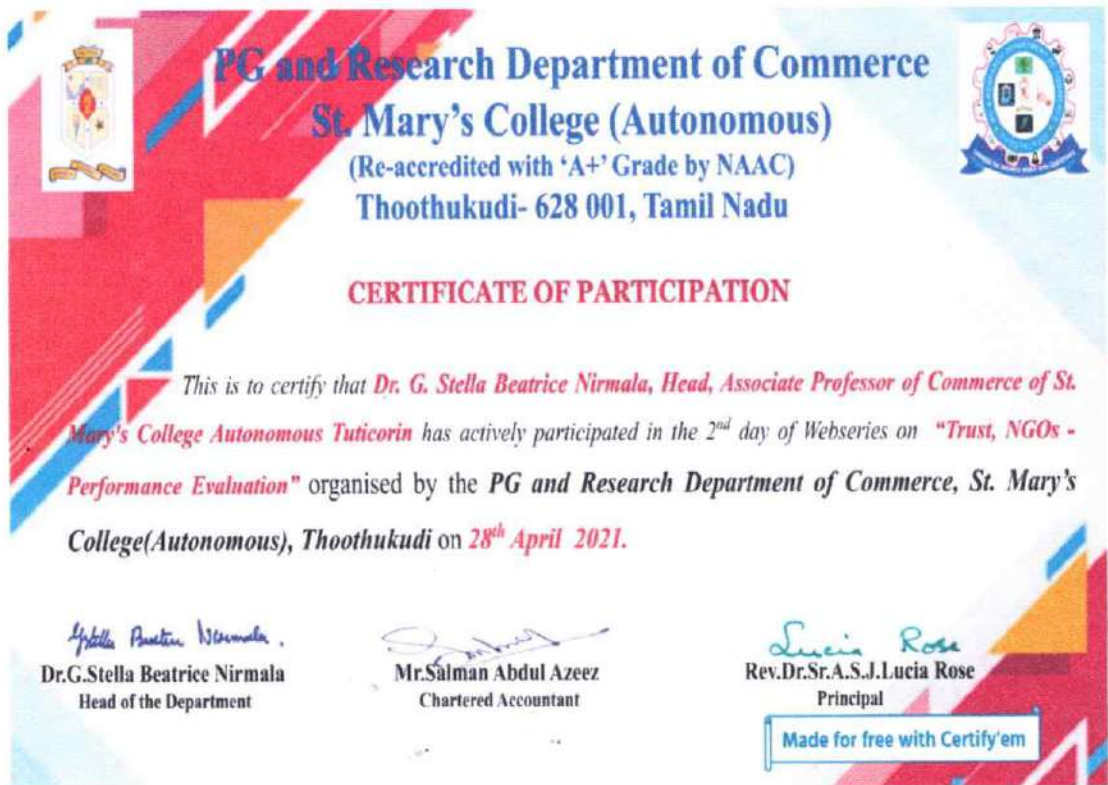 PG and Research Department of Commerce
St. Mary's College (Autonomous)
(Re-accredited with 'A+' Grade by NAAC)
Thoothukudi- 628 001, Tamil Nadu
CERTIFICATE OF PARTICIPATION
This is to certify that Dr. G. Stella Beatrice Nirmala, Head, Associate Professor of Commerce of St.
Mary's College Autonomous Tuticorin has actively participated in the 2nd day of Webseries on "Trust, NGOs -
Performance Evaluation" organised by the PG and Research Department of Commerce, St. Mary's
College(Autonomous), Thoothukudi on 28th April 2021.
Lucia Rose
Dr.G.Stella Beatrice Nirmala
Head of the Department
Mr.Salman Abdul Azeez
Chartered Accountant
Rev.Dr.Sr.A.S.J.Lucia Rose
Principal
Made for free with Certify'em